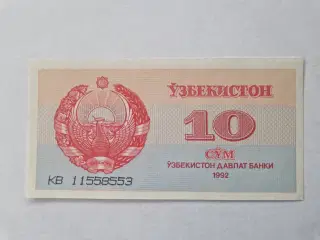 ЎЗБЕКИСТОН
10
СЎМ
ЎЗБЕКИСТОН ДАВЛАТ БАНКИ
1992
КВ 11558553